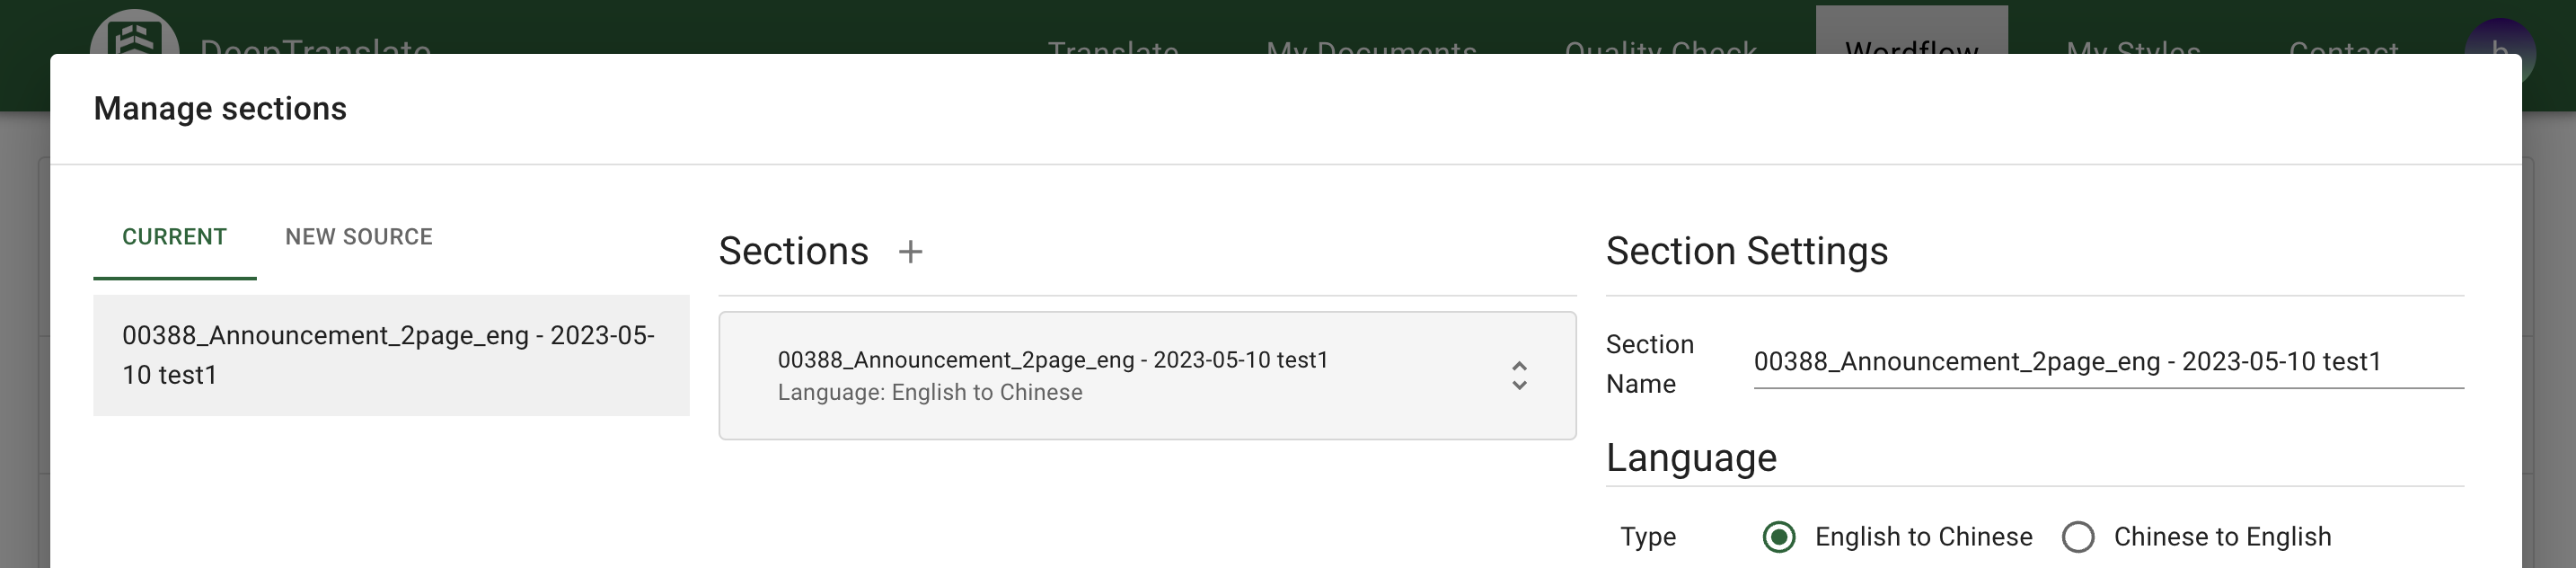 DeepTranslate
Translate
My Documents
Quality Check
Wordflow
My Styles
Contact
b
Manage sections
CURRENT
NEW SOURCE
00388_Announcement_2page_eng - 2023-05-
10 test1
Sections +
00388_Announcement_2page_eng - 2023-05-10 test1
Language: English to Chinese
Section Settings
Section
Name
00388_Announcement_2page_eng - 2023-05-10 test1
Language
Type
English to Chinese
Chinese to English